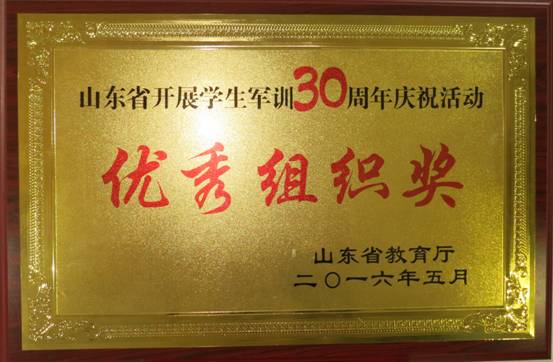 山东省开展学生军训30周年庆祝活动
优秀组织奖
山东省教育厅
二〇一六年五月